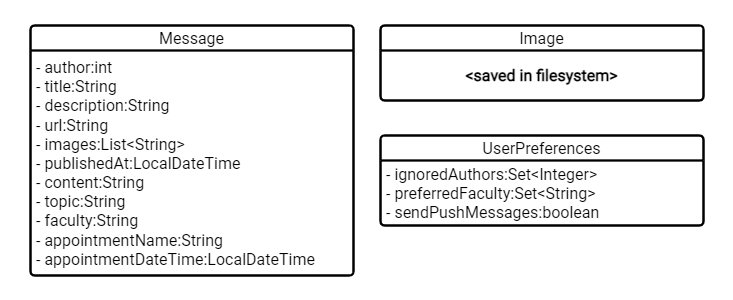 Message
- author:int
- title:String
- description:String
- url:String
- images:List<String>
- publishedAt:LocalDateTime
- content:String
- topic:String
- faculty:String
- appointmentName:String
- appointmentDateTime:LocalDateTime
Image
<saved in filesystem>
UserPreferences
- ignoredAuthors:Set<Integer>
- preferredFaculty:Set<String>
- sendPushMessages:boolean